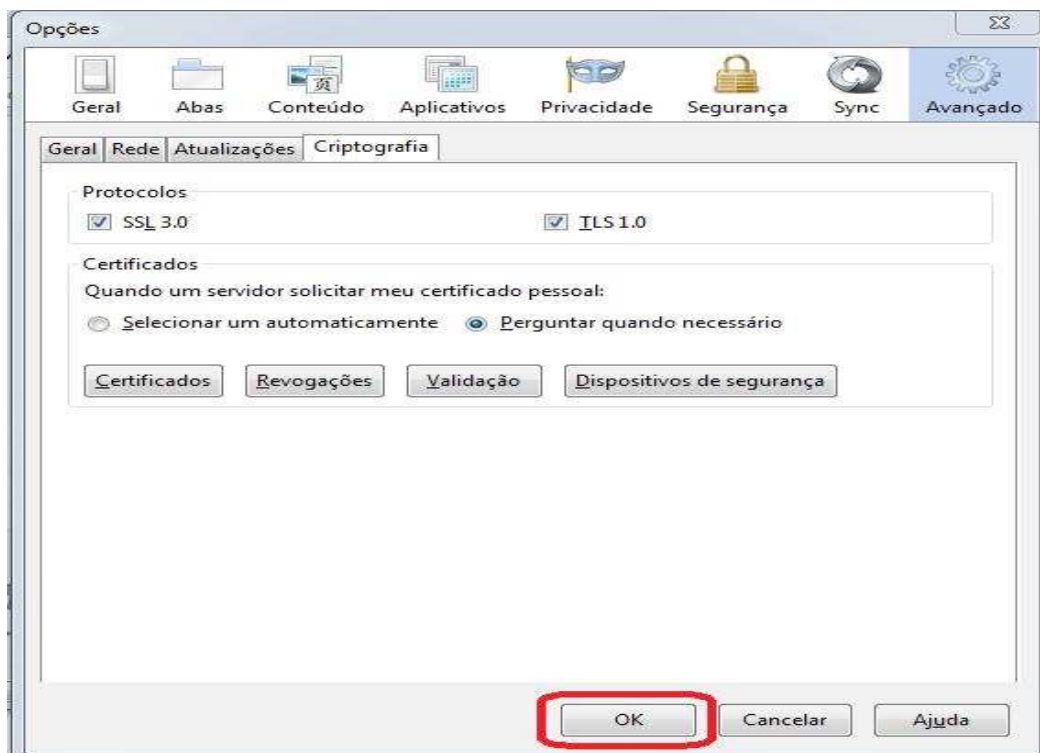 Opções
Geral Abas Conteúdo Aplicativos Privacidade Segurança Sync Avançado
Geral Rede Atualizações Criptografia
Protocolos
SSL 3.0 TLS 1.0
Certificados
Quando um servidor solicitar meu certificado pessoal:
Selecionar um automaticamente Perguntar quando necessário
Certificados Revogações Validação Dispositivos de segurança
OK Cancelar Ajuda